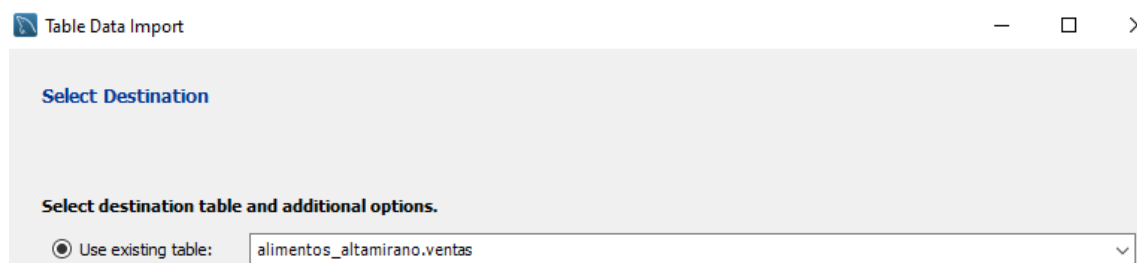 Table Data Import
Select Destination
Select destination table and additional options.
Use existing table: alimentos_altamirano.ventas